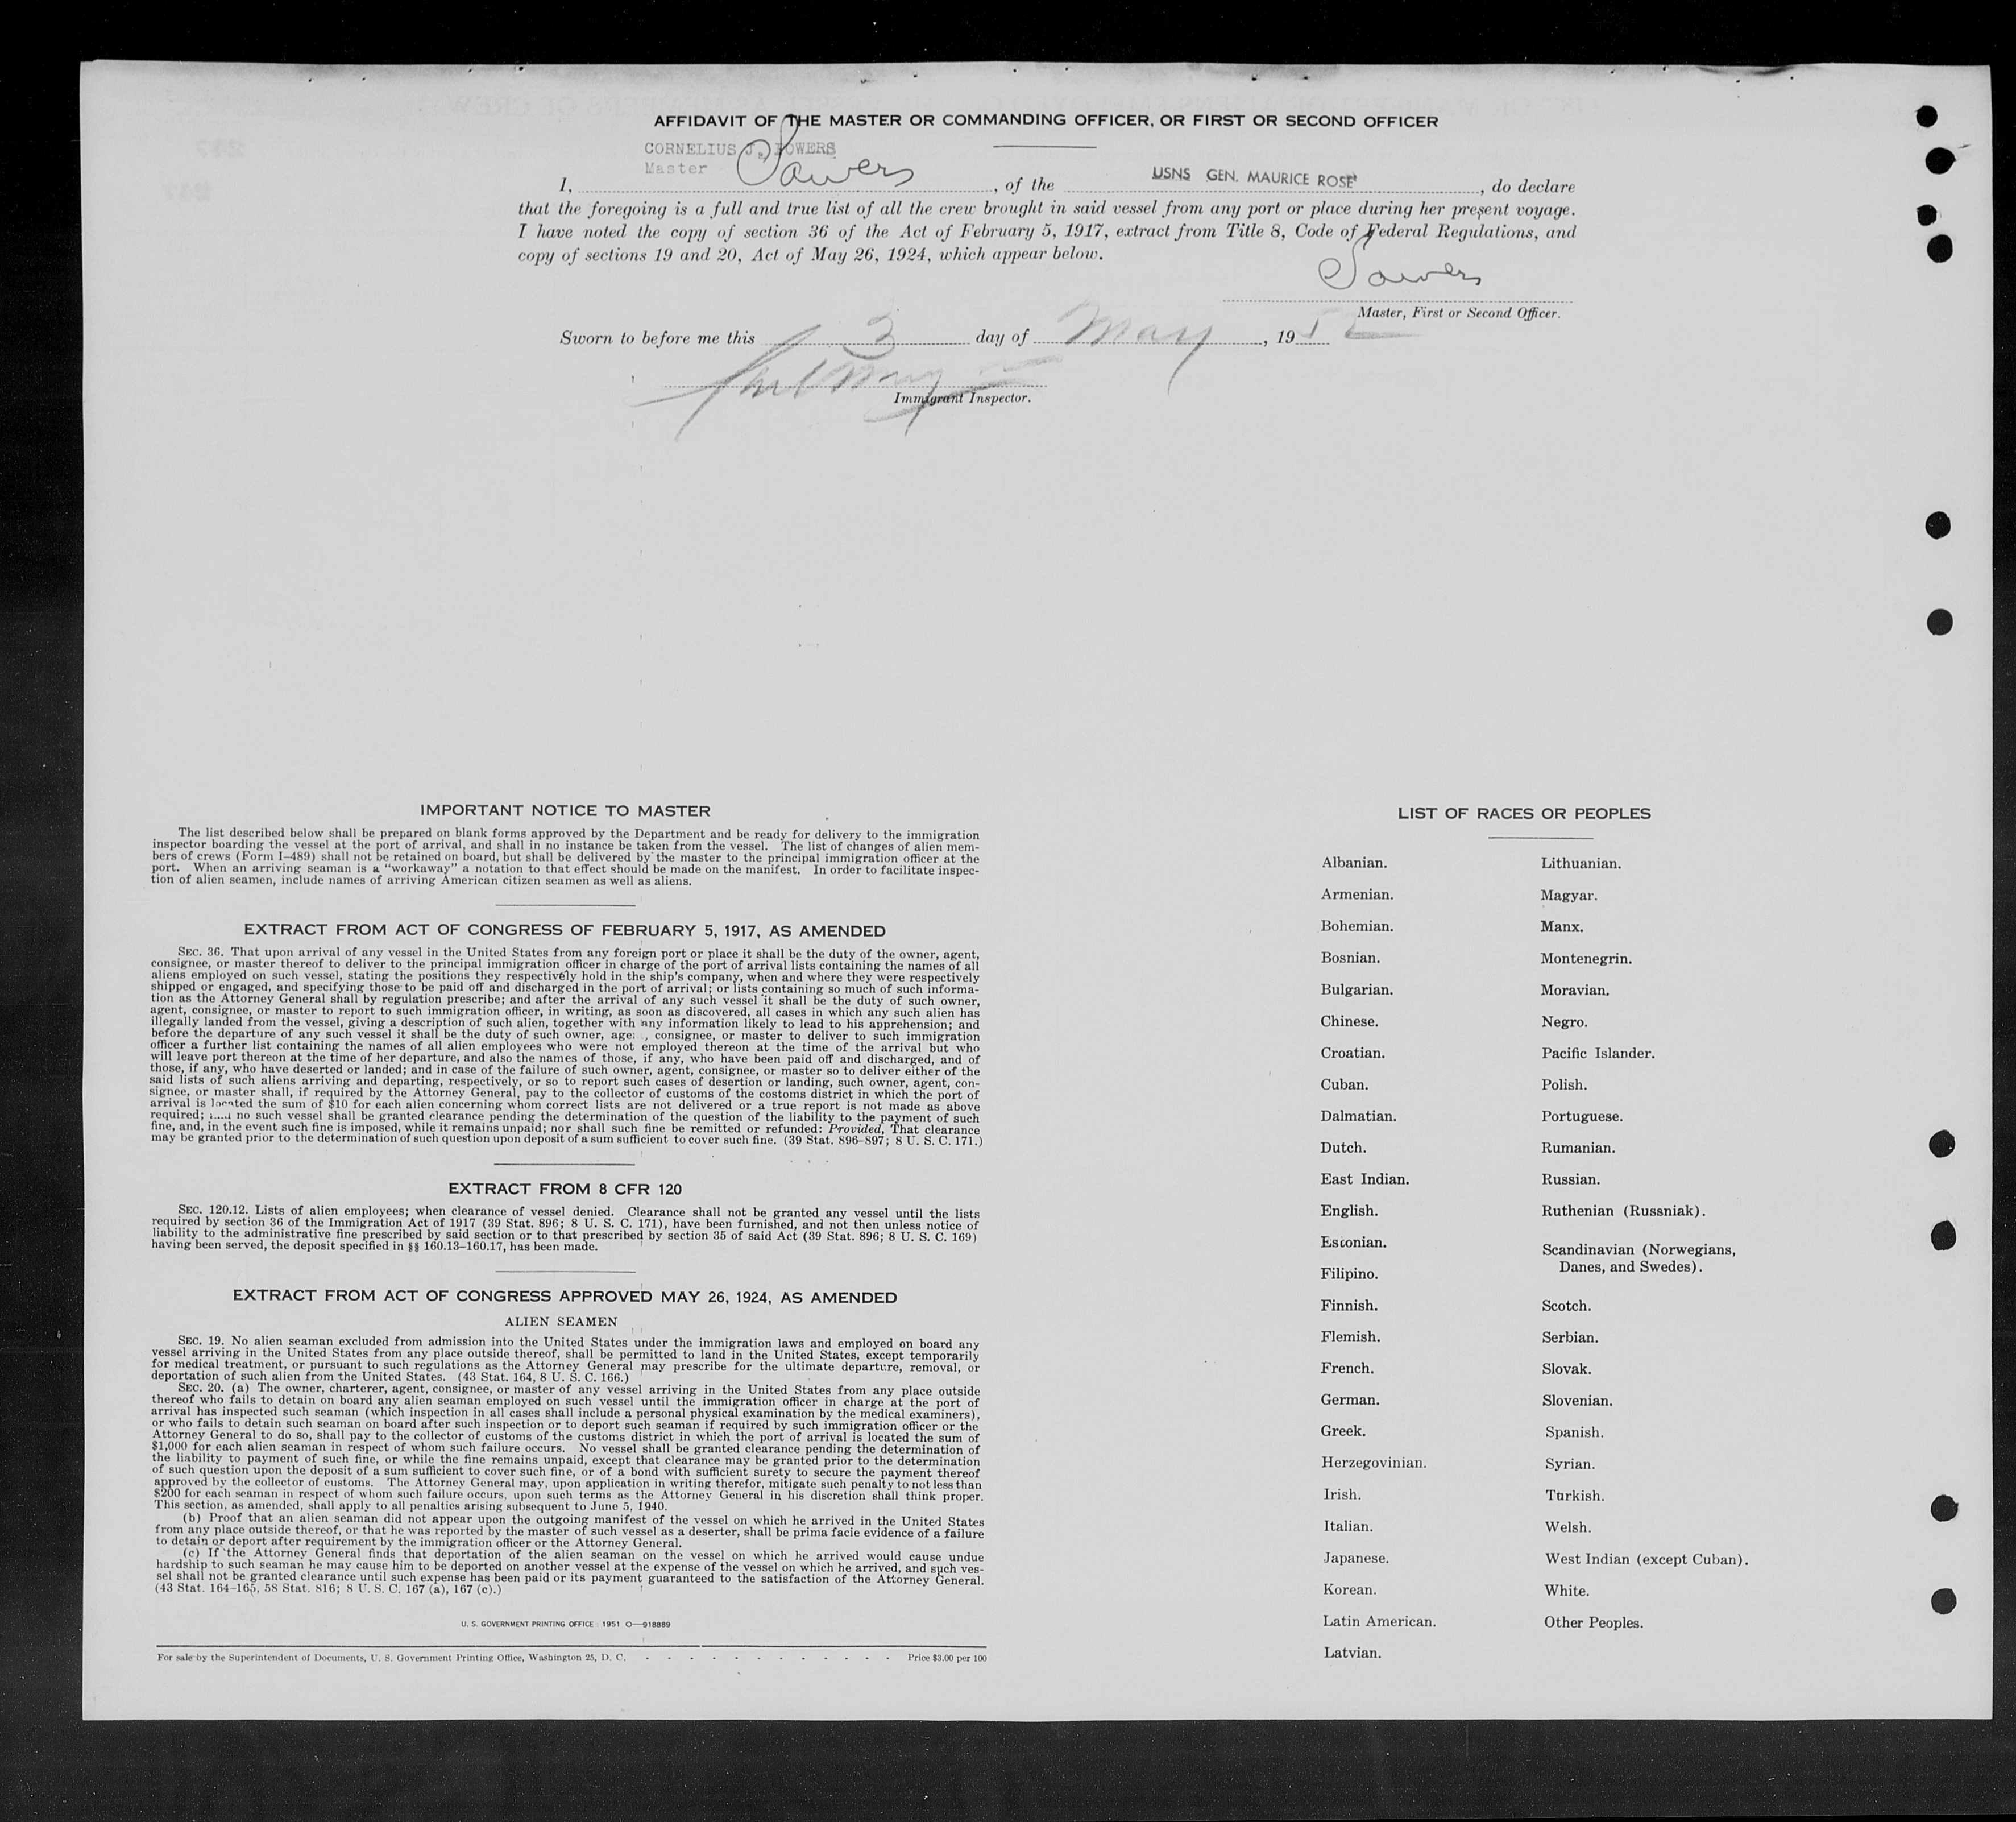 AFFIDAVIT OF THE MASTER OR COMMANDING OFFICER, OR FIRST OR SECOND OFFICER
CORNELIUS J.
Master
I, , of the USNS GEN. MAURICE ROSE, do declare
that the foregoing is a full and true list of all the crew brought in said vessel from any port or place during her present voyage.
I have noted the copy of section 36 of the Act of February 5, 1917, extract from Title 8, Code of Federal Regulations, and
copy of sections 19 and 20, Act of May 26, 1924, which appear below.
Master, First or Second Officer.
Sworn to before me this 3 day of May, 1952
Immigrant Inspector.
IMPORTANT NOTICE TO MASTER
The list described below shall be prepared on blank forms approved by the Department and be ready for delivery to the immigration
inspector boarding the vessel at the port of arrival, and shall in no instance be taken from the vessel. The list of changes of alien mem-
bers of crews (Form I-489) shall not be retained on board, but shall be delivered by the master to the principal immigration officer at the
port. When an arriving seaman is a "workaway" a notation to that effect should be made on the manifest. In order to facilitate inspec-
tion of alien seamen, include names of arriving American citizen seamen as well as aliens.
EXTRACT FROM ACT OF CONGRESS OF FEBRUARY 5, 1917, AS AMENDED
SEC. 36. That upon arrival of any vessel in the United States from any foreign port or place it shall be the duty of the owner, agent,
consignee, or master thereof to deliver to the principal immigration officer in charge of the port of arrival lists containing the names of all
aliens employed on such vessel, stating the positions they respectively hold in the ship's company, when and where they were respectively
shipped or engaged, and specifying those to be paid off and discharged in the port of arrival; or lists containing so much of such informa-
tion as the Attorney General shall by regulation prescribe; and after the arrival of any such vessel it shall be the duty of such owner,
agent, consignee, or master to report to such immigration officer, in writing, as soon as discovered, all cases in which any such alien has
illegally landed from the vessel, giving a description of such alien, together with any information likely to lead to his apprehension; and
before the departure of any such vessel it shall be the duty of such owner, age , consignee, or master to deliver to such immigration
officer a further list containing the names of all alien employees who were not employed thereon at the time of the arrival but who
will leave port thereon at the time of her departure, and also the names of those, if any, who have been paid off and discharged, and of
those, if any, who have deserted or landed; and in case of the failure of such owner, agent, consignee, or master so to deliver either of the
said lists of such aliens arriving and departing, respectively, or so to report such cases of desertion or landing, such owner, agent, con-
signee, or master shall, if required by the Attorney General, pay to the collector of customs of the costoms district in which the port of
arrival is located the sum of $10 for each alien concerning whom correct lists are not delivered or a true report is not made as above
required; no such vessel shall be granted clearance pending the determination of the question of the liability to the payment of such
fine, and, in the event such fine is imposed, while it remains unpaid; nor shall such fine be remitted or refunded: Provided, That clearance
may be granted prior to the determination of such question upon deposit of a sum sufficient to cover such fine. (39 Stat. 896-897; 8 U. S. C. 171.)
EXTRACT FROM 8 CFR 120
SEC. 120.12. Lists of alien employees; when clearance of vessel denied. Clearance shall not be granted any vessel until the lists
required by section 36 of the Immigration Act of 1917 (39 Stat. 896; 8 U. S. C. 171), have been furnished, and not then unless notice of
liability to the administrative fine prescribed by said section or to that prescribed by section 35 of said Act (39 Stat. 896; 8 U. S. C. 169)
having been served, the deposit specified in §§ 160.13-160.17, has been made.
EXTRACT FROM ACT OF CONGRESS APPROVED MAY 26, 1924, AS AMENDED
ALIEN SEAMEN
SEC. 19. No alien seaman excluded from admission into the United States under the immigration laws and employed on board any
vessel arriving in the United States from any place outside thereof, shall be permitted to land in the United States, except temporarily
for medical treatment, or pursuant to such regulations as the Attorney General may prescribe for the ultimate departure, removal, or
deportation of such alien from the United States. (43 Stat. 164, 8 U. S. C. 166.)
SEC. 20. (a) The owner, charterer, agent, consignee, or master of any vessel arriving in the United States from any place outside
thereof who fails to detain on board any alien seaman employed on such vessel until the immigration officer in charge at the port of
arrival has inspected such seaman (which inspection in all cases shall include a personal physical examination by the medical examiners),
or who fails to detain such seaman on board after such inspection or to deport such seaman if required by such immigration officer or the
Attorney General to do so, shall pay to the collector of customs of the customs district in which the port of arrival is located the sum of
$1,000 for each alien seaman in respect of whom such failure occurs. No vessel shall be granted clearance pending the determination of
the liability to payment of such fine, or while the fine remains unpaid, except that clearance may be granted prior to the determination
of such question upon the deposit of a sum sufficient to cover such fine, or of a bond with sufficient surety to secure the payment thereof
approved by the collector of customs. The Attorney General may, upon application in writing therefor, mitigate such penalty to not less than
$200 for each seaman in respect of whom such failure occurs, upon such terms as the Attorney General in his discretion shall think proper.
This section, as amended, shall apply to all penalties arising subsequent to June 5, 1940.
(b) Proof that an alien seaman did not appear upon the outgoing manifest of the vessel on which he arrived in the United States
from any place outside thereof, or that he was reported by the master of such vessel as a deserter, shall be prima facie evidence of a failure
to detain or deport after requirement by the immigration officer or the Attorney General.
(c) If the Attorney General finds that deportation of the alien seaman on the vessel on which he arrived would cause undue
hardship to such seaman he may cause him to be deported on another vessel at the expense of the vessel on which he arrived, and such ves-
sel shall not be granted clearance until such expense has been paid or its payment guaranteed to the satisfaction of the Attorney General.
(43 Stat. 164-165, 58 Stat. 816; 8 U. S. C. 167 (a), 167 (c).)
U. S. GOVERNMENT PRINTING OFFICE : 1951 O—918889
For sale by the Superintendent of Documents, U. S. Government Printing Office, Washington 25, D. C. - - - - - - - - - - - - Price $3.00 per 100
LIST OF RACES OR PEOPLES
Albanian.
Armenian.
Bohemian.
Bosnian.
Bulgarian.
Chinese.
Croatian.
Cuban.
Dalmatian.
Dutch.
East Indian.
English.
Estonian.
Filipino.
Finnish.
Flemish.
French.
German.
Greek.
Herzegovinian.
Irish.
Italian.
Japanese.
Korean.
Latin American.
Latvian.
Lithuanian.
Magyar.
Manx.
Montenegrin.
Moravian.
Negro.
Pacific Islander.
Polish.
Portuguese.
Rumanian.
Russian.
Ruthenian (Russniak).
Scandinavian (Norwegians,
Danes, and Swedes).
Scotch.
Serbian.
Slovak.
Slovenian.
Spanish.
Syrian.
Turkish.
Welsh.
West Indian (except Cuban).
White.
Other Peoples.